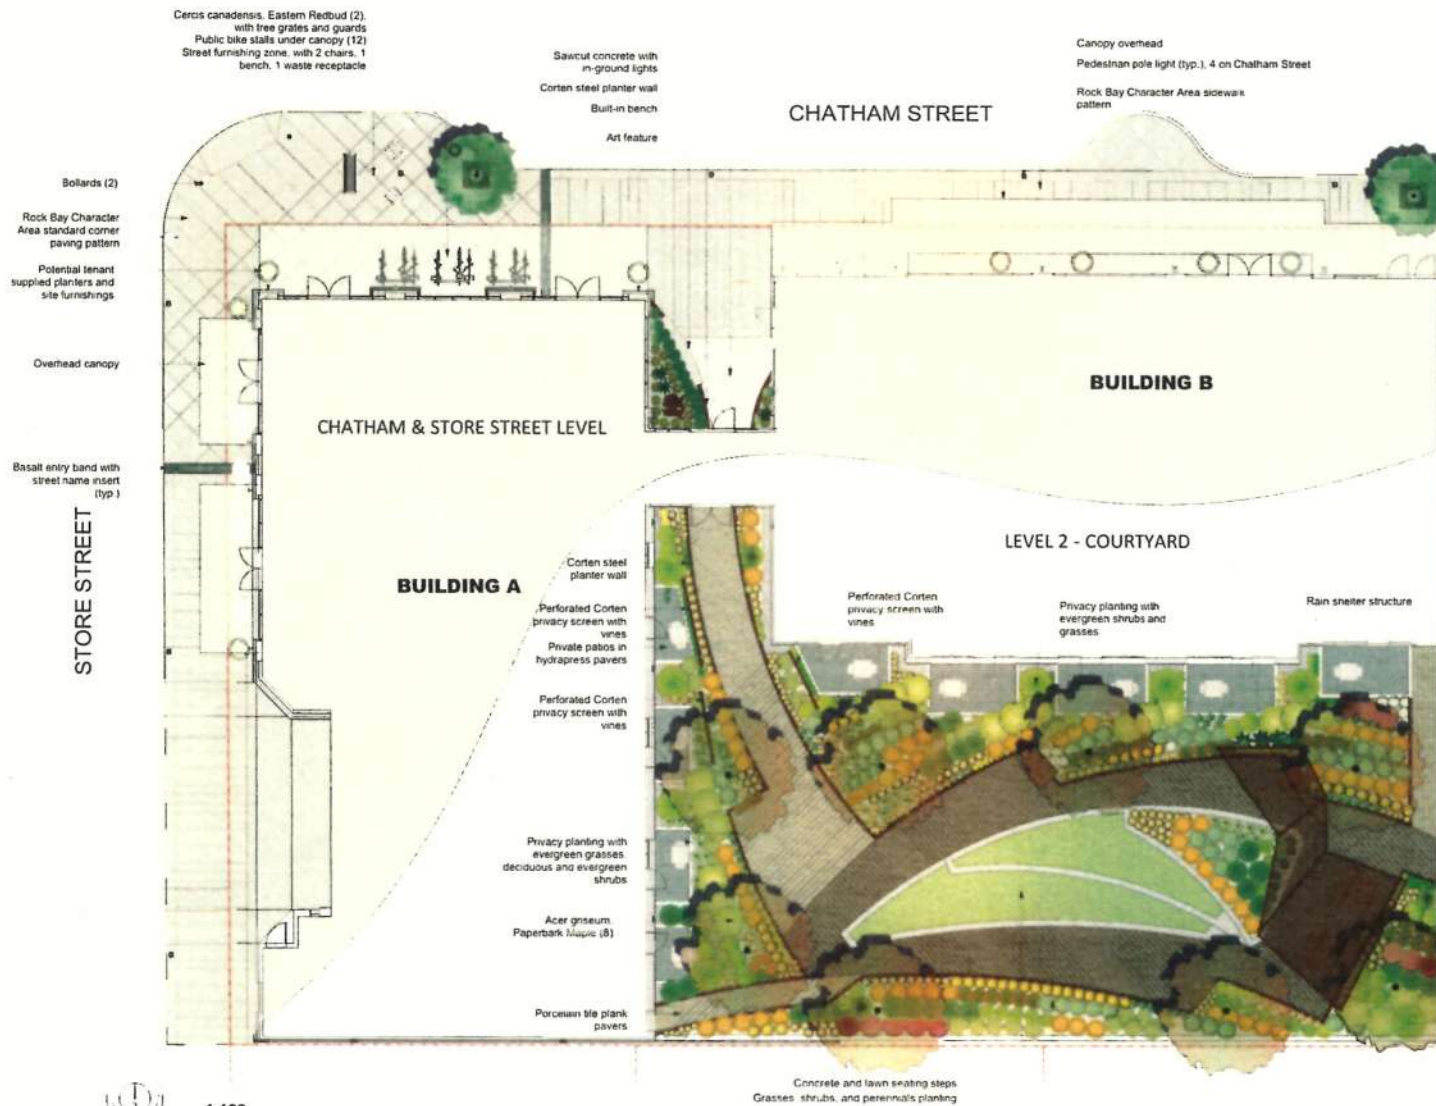 Cercis canadensis, Eastern Redbud (2),
with tree grates and guards
Public bike stalls under canopy (12)
Street furnishing zone, with 2 chairs, 1
bench, 1 waste receptacle
Sawcut concrete with
in-ground lights
Corten steel planter wall
Built-in bench
Art feature
CHATHAM STREET
Canopy overhead
Pedestrian pole light (typ.), 4 on Chatham Street
Rock Bay Character Area sidewalk
pattern
Bollards (2)
Rock Bay Character
Area standard corner
paving pattern
Potential tenant
supplied planters and
site furnishings
Overhead canopy
Basalt entry band with
street name insert
(typ.)
STORE STREET
CHATHAM & STORE STREET LEVEL
BUILDING A
BUILDING B
LEVEL 2 - COURTYARD
Corten steel
planter wall
Perforated Corten
privacy screen with
vines
Private patios in
hydrapress pavers
Perforated Corten
privacy screen with
vines
Privacy planting with
evergreen grasses,
deciduous and evergreen
shrubs
Acer griseum,
Paperbark Maple (8)
Porcelain tile plank
pavers
Perforated Corten
privacy screen with
vines
Privacy planting with
evergreen shrubs and
grasses
Rain shelter structure
Concrete and lawn seating steps
Grasses, shrubs, and perennials planting